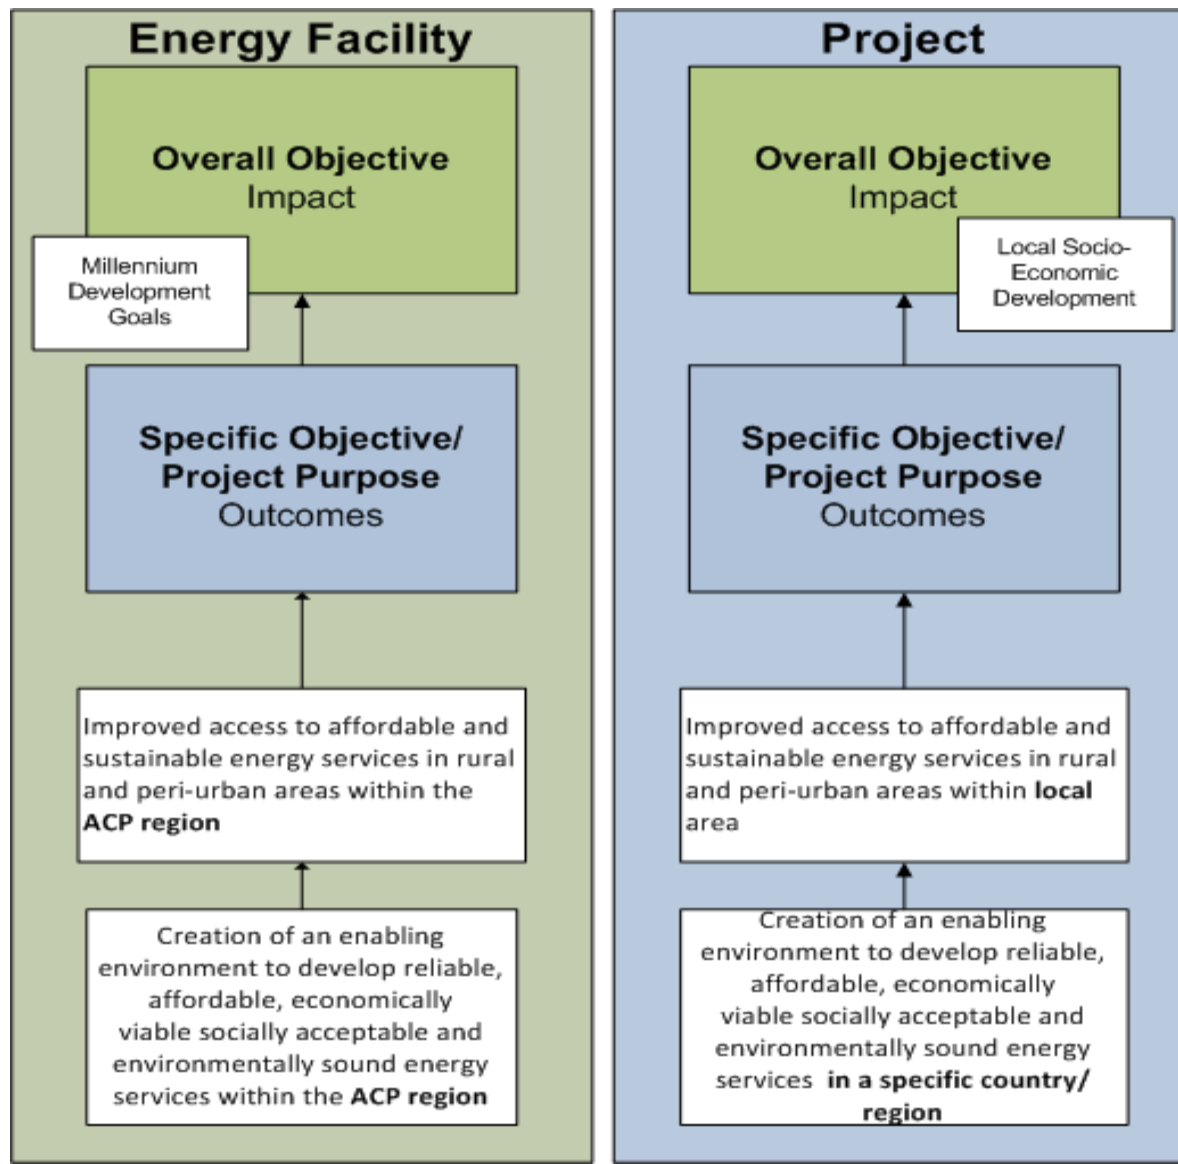 Energy Facility
Overall Objective
Impact
Millennium
Development
Goals
Specific Objective/
Project Purpose
Outcomes
Improved access to affordable and
sustainable energy services in rural
and peri-urban areas within the
ACP region
Creation of an enabling
environment to develop reliable,
affordable, economically
viable socially acceptable and
environmentally sound energy
services within the ACP region
Project
Overall Objective
Impact
Local Socio-
Economic
Development
Specific Objective/
Project Purpose
Outcomes
Improved access to affordable and
sustainable energy services in rural
and peri-urban areas within local
area
Creation of an enabling
environment to develop reliable,
affordable, economically
viable socially acceptable and
environmentally sound energy
services in a specific country/
region